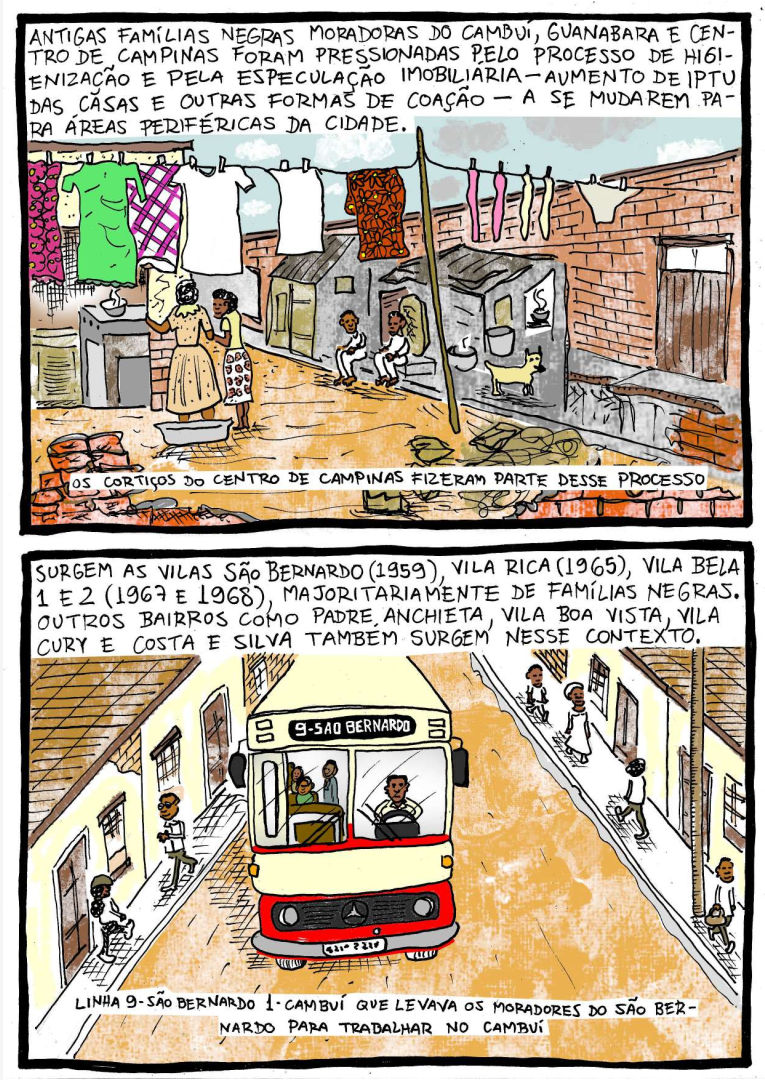 ANTIGAS FAMÍLIAS NEGRAS MORADORAS DO CAMBUÍ, GUANABARA E CEN-
TRO DE CAMPINAS FORAM PRESSIONADAS PELO PROCESSO DE HIGI-
ENIZAÇÃO E PELA ESPECULAÇÃO IMOBILIARIA – AUMENTO DE IPTU
DAS CASAS E OUTRAS FORMAS DE COAÇÃO – A SE MUDAREM PA-
RA ÁREAS PERIFÉRICAS DA CIDADE.
OS CORTIÇOS DO CENTRO DE CAMPINAS FIZERAM PARTE DESSE PROCESSO
SURGEM AS VILAS SÃO BERNARDO (1959), VILA RICA (1965), VILA BELA
1 E 2 (1967 E 1968), MAJORITARIAMENTE DE FAMÍLIAS NEGRAS.
OUTROS BAIRROS COMO PADRE ANCHIETA, VILA BOA VISTA, VILA
CURY E COSTA E SILVA TAMBÉM SURGEM NESSE CONTEXTO.
9-SAO BERNARDO
LINHA 9-SÃO BERNARDO 1-CAMBUÍ QUE LEVAVA OS MORADORES DO SÃO BER-
NARDO PARA TRABALHAR NO CAMBUÍ